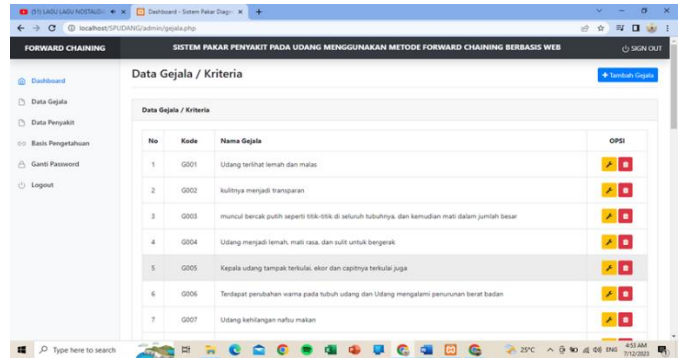 (51) LAGU LAGU NOSTALGI
Dashboard - Sistem Pakar Diagn
localhost/SPUDANG/admin/gejala.php
FORWARD CHAINING
SISTEM PAKAR PENYAKIT PADA UDANG MENGGUNAKAN METODE FORWARD CHAINING BERBASIS WEB
SIGN OUT
Dashboard
Data Gejala
Data Penyakit
Basis Pengetahuan
Ganti Password
Logout
Data Gejala / Kriteria
+ Tambah Gejala
Data Gejala / Kriteria
No Kode Nama Gejala OPSI
1 G001 Udang terlihat lemah dan malas
2 G002 kulitnya menjadi transparan
3 G003 muncul bercak putih seperti titik-titik di seluruh tubuhnya, dan kemudian mati dalam jumlah besar
4 G004 Udang menjadi lemah, mati rasa, dan sulit untuk bergerak
5 G005 Kepala udang tampak terkulai, ekor dan capitnya terkulai juga
6 G006 Terdapat perubahan warna pada tubuh udang dan Udang mengalami penurunan berat badan
7 G007 Udang kehilangan nafsu makan
Type here to search
25°C
ENG
4:53 AM
7/12/2023